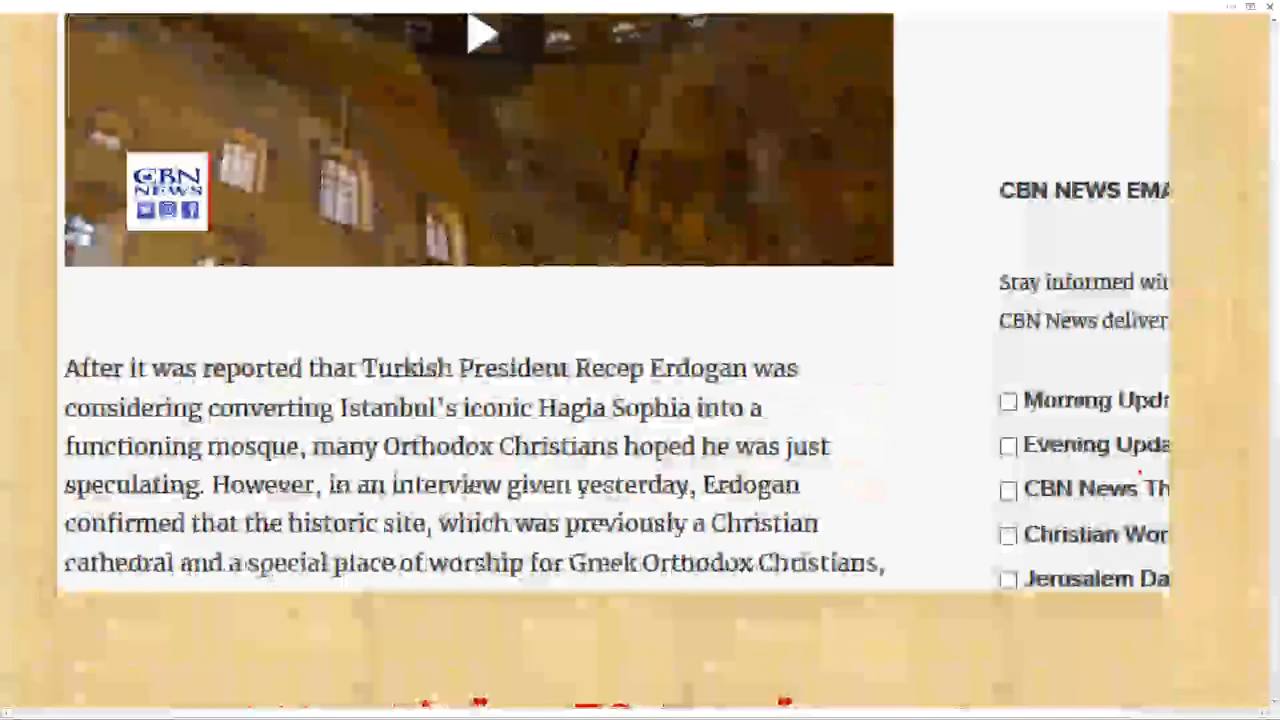 CBN
NEWS
After it was reported that Turkish President Recep Erdogan was
considering converting Istanbul's iconic Hagia Sophia into a
functioning mosque, many Orthodox Christians hoped he was just
speculating. However, in an interview given yesterday, Erdogan
confirmed that the historic site, which was previously a Christian
cathedral and a special place of worship for Greek Orthodox Christians,
CBN NEWS EMA
Stay informed wit
CBN News deliver
Morning Upda
Evening Upda
CBN News Th
Christian Wor
Jerusalem Da